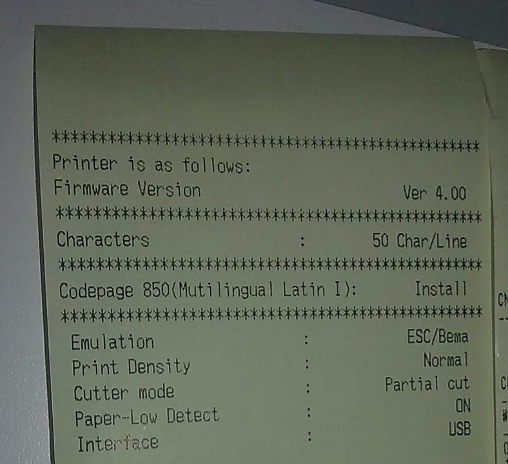 ************************************************
Printer is as follows:
Firmware Version Ver 4.00
************************************************
Characters : 50 Char/Line
************************************************
Codepage 850(Mutilingual Latin I): Install
************************************************
Emulation : ESC/Bema
Print Density : Normal
Cutter mode : Partial cut
Paper-Low Detect : ON
Interface : USB